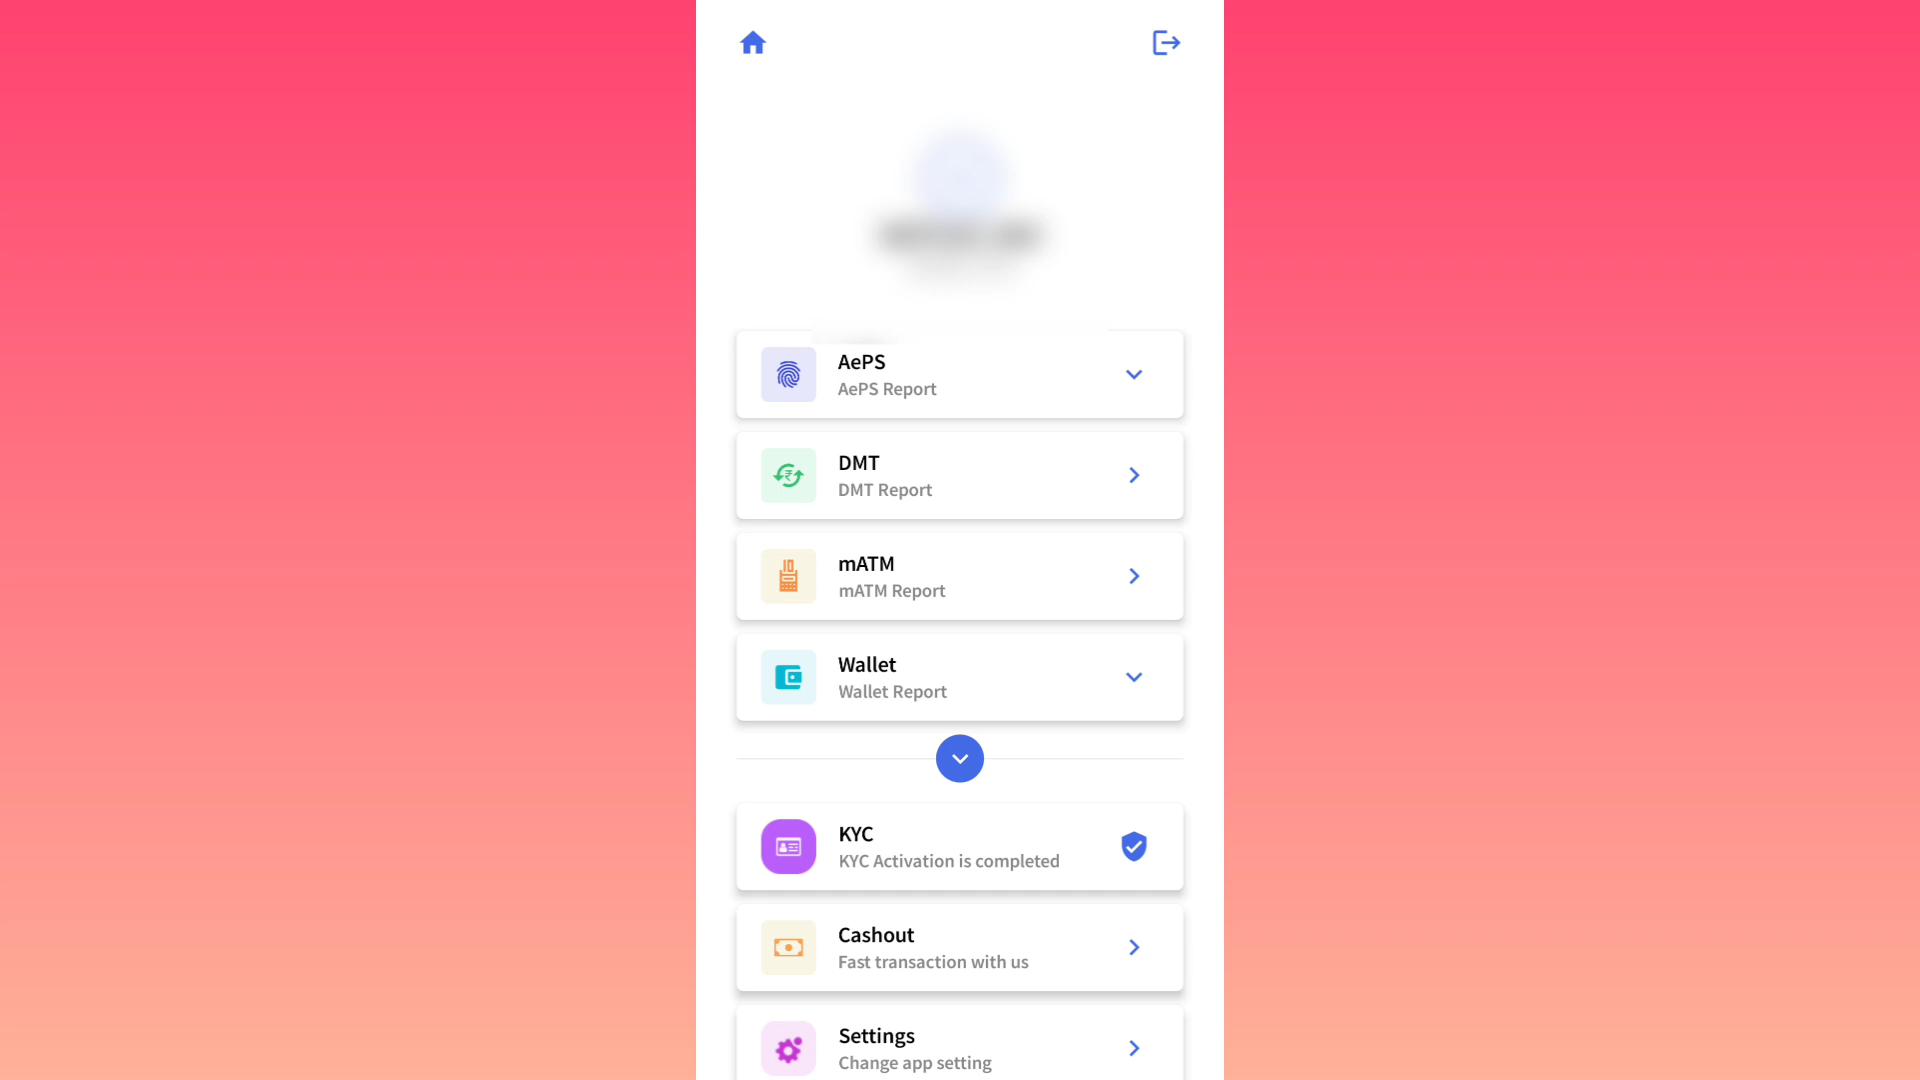 AePS
AePS Report
DMT
DMT Report
mATM
mATM Report
Wallet
Wallet Report
KYC
KYC Activation is completed
Cashout
Fast transaction with us
Settings
Change app setting